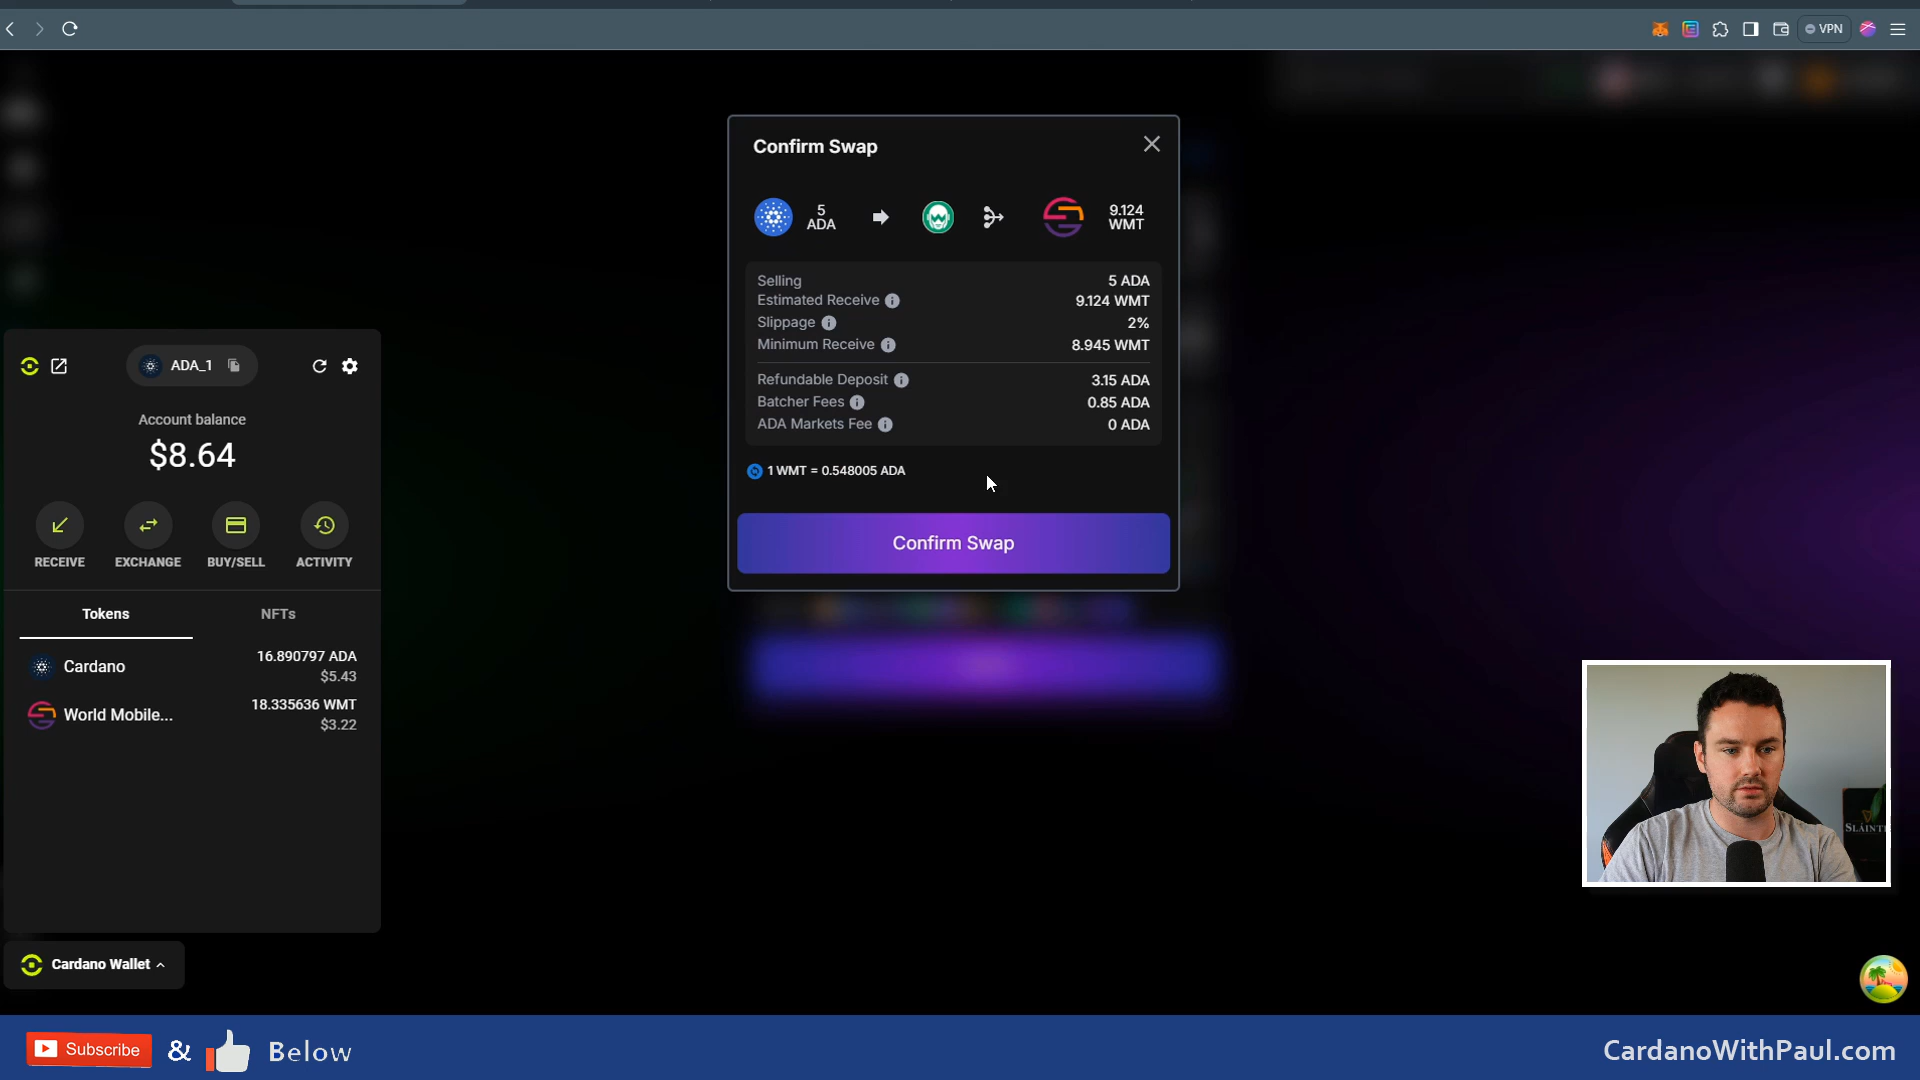 VPN
Confirm Swap
5
ADA
9.124
WMT
Selling 5 ADA
Estimated Receive 9.124 WMT
Slippage 2%
Minimum Receive 8.945 WMT
Refundable Deposit 3.15 ADA
Batcher Fees 0.85 ADA
ADA Markets Fee 0 ADA
1 WMT = 0.548005 ADA
Confirm Swap
ADA_1
Account balance
$8.64
RECEIVE EXCHANGE BUY/SELL ACTIVITY
Tokens NFTs
Cardano 16.890797 ADA
$5.43
World Mobile... 18.335636 WMT
$3.22
Cardano Wallet
SLÁINTE
Subscribe & Below
CardanoWithPaul.com